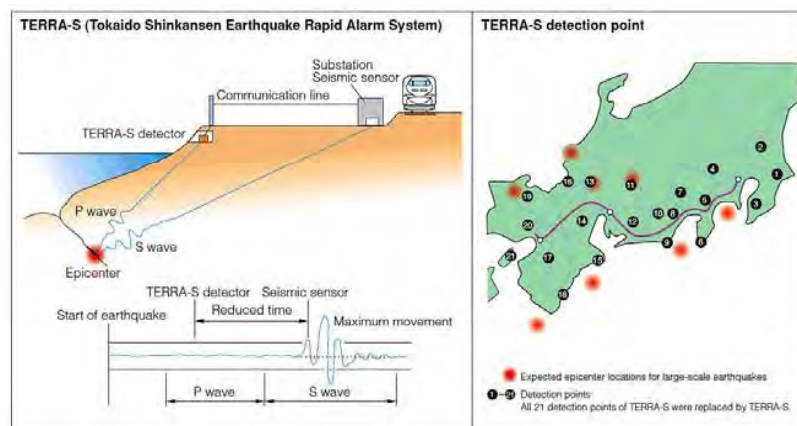 TERRA-S (Tokaido Shinkansen Earthquake Rapid Alarm System)
Substation
Seismic sensor
Communication line
TERRA-S detector
P wave
S wave
Epicenter
TERRA-S detector Seismic sensor
Start of earthquake
Reduced time
Maximum movement
P wave
S wave
TERRA-S detection point
2
4
1
16
13
11
7
19
5
3
10
8
20
14
12
9
6
21
17
15
18
Expected epicenter locations for large-scale earthquakes
1-21 Detection points
All 21 detection points of TERRA-S were replaced by TERRA-S.